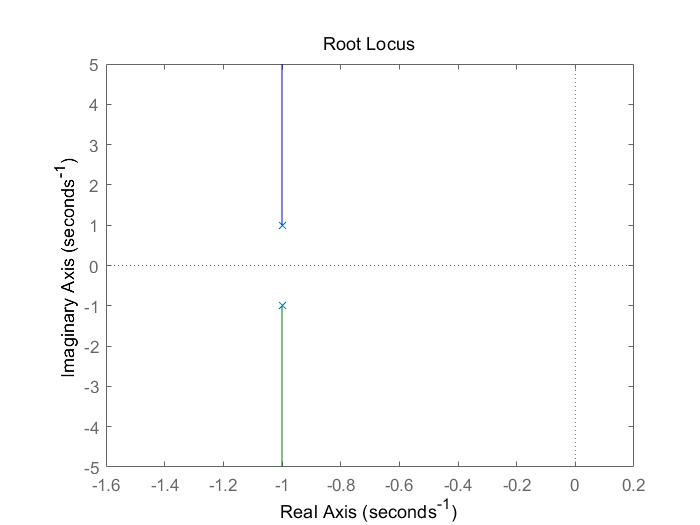 Root Locus
5
4
3
2
1
0
-1
-2
-3
-4
-5
Imaginary Axis (seconds⁻¹)
-1.6 -1.4 -1.2 -1 -0.8 -0.6 -0.4 -0.2 0 0.2
Real Axis (seconds⁻¹)